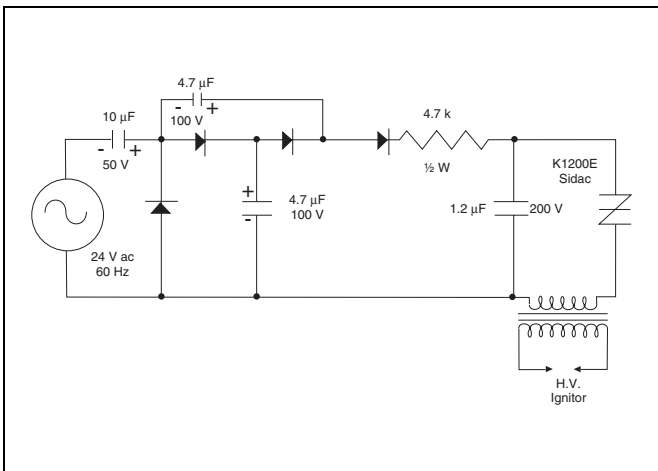 4.7 µF
- +
100 V
10 µF
- +
50 V
4.7 k
½ W
K1200E
Sidac
+
-
4.7 µF
100 V
1.2 µF
200 V
24 V ac
60 Hz
H.V.
Ignitor